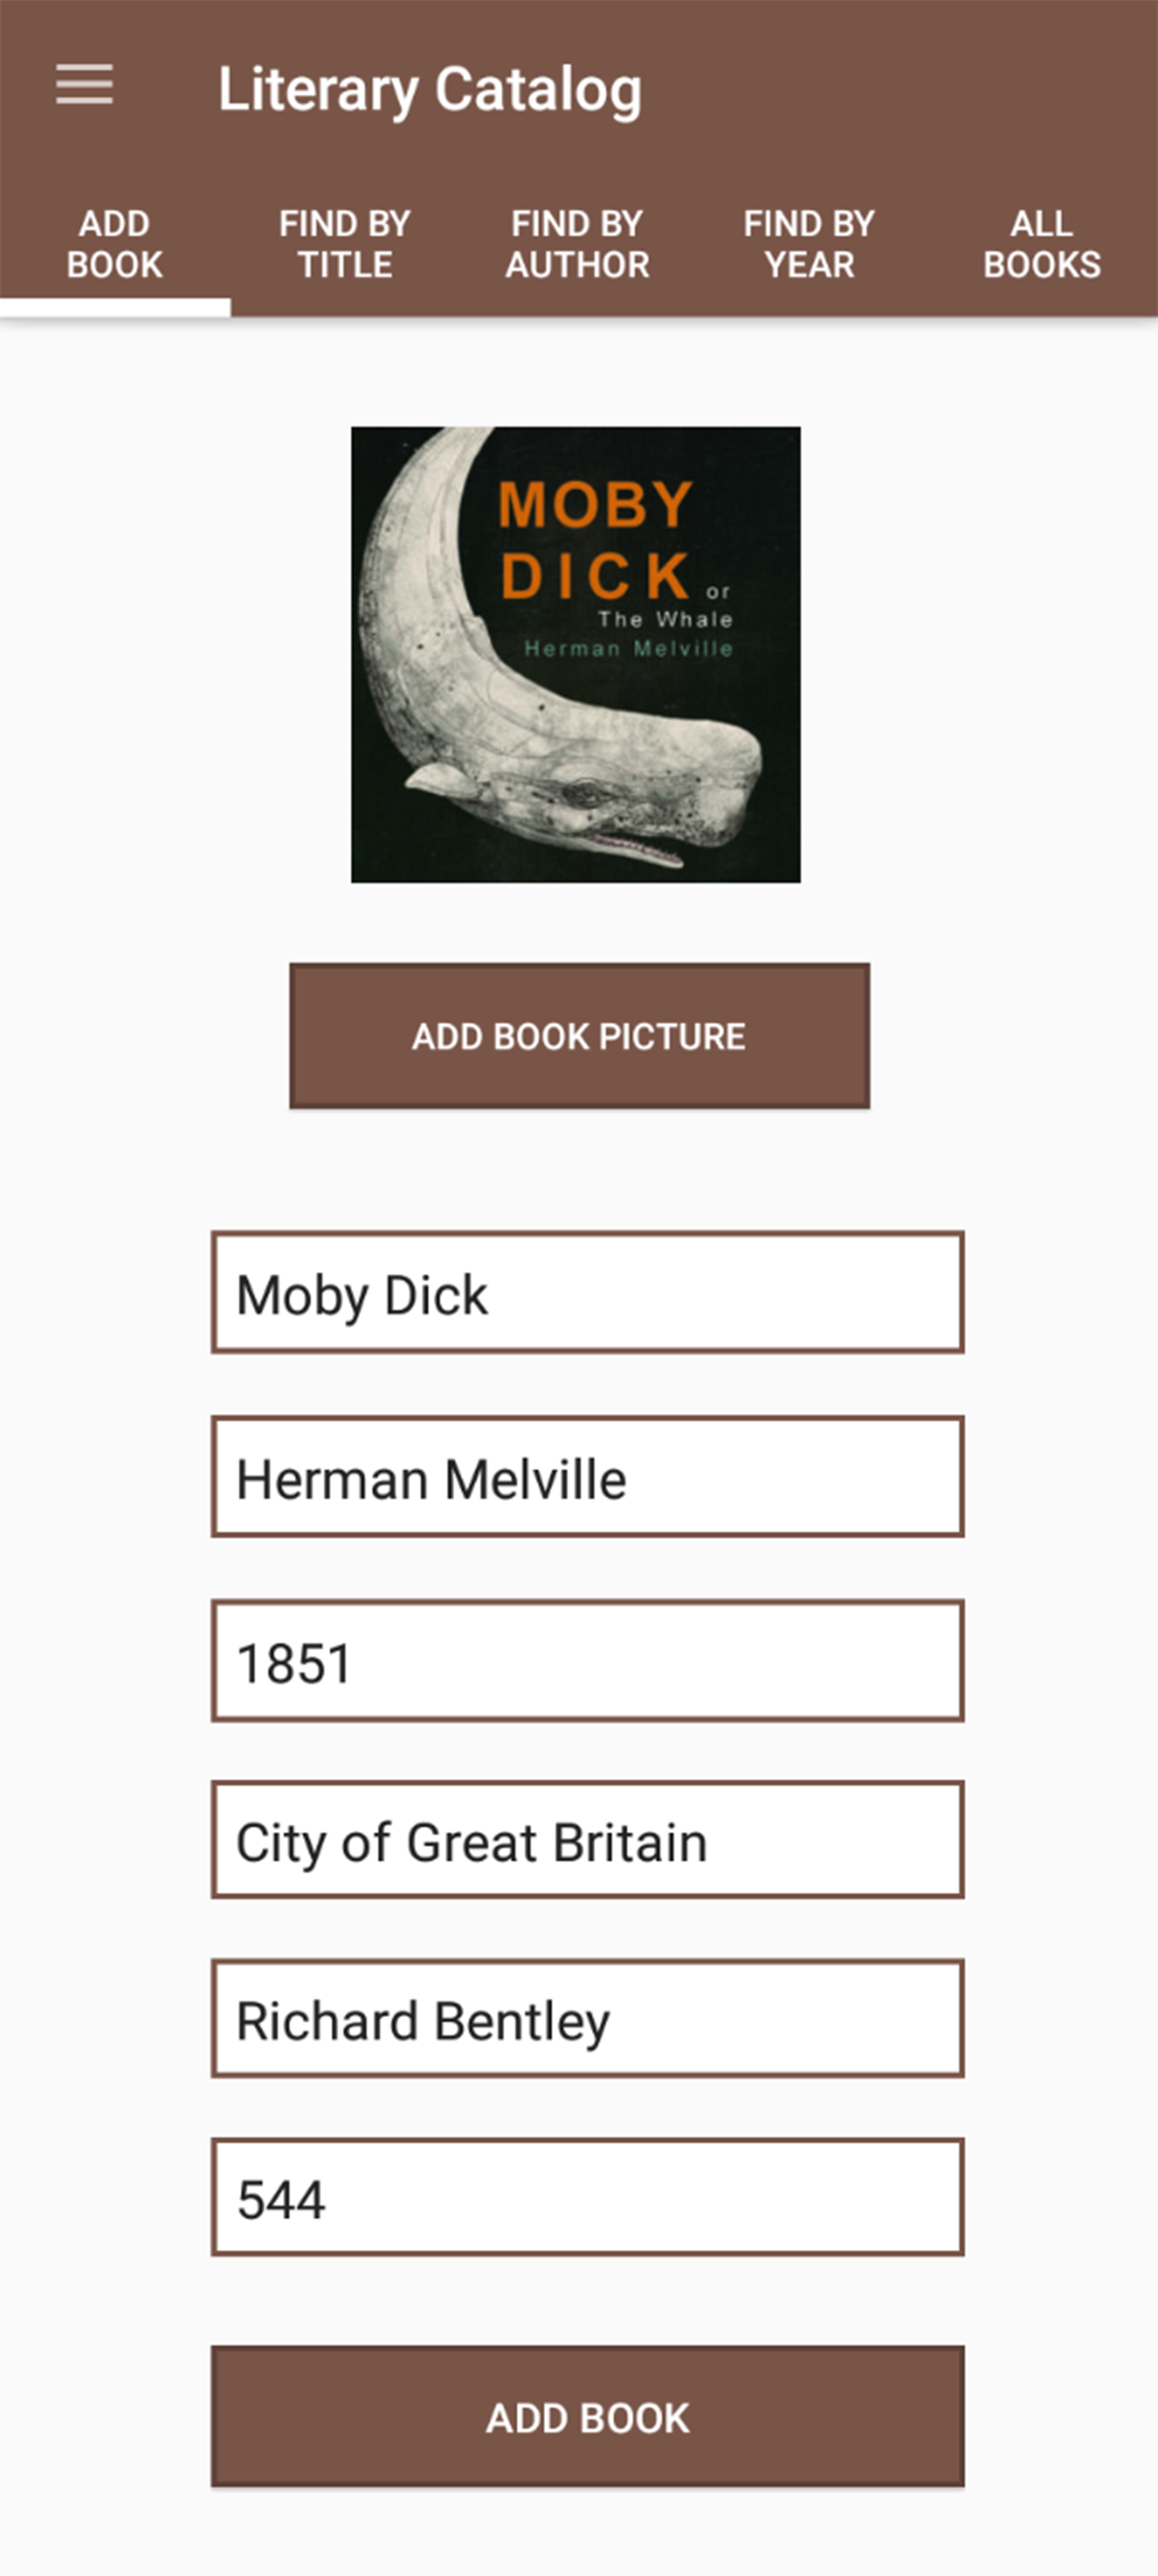 Literary Catalog
ADD
BOOK
FIND BY
TITLE
FIND BY
AUTHOR
FIND BY
YEAR
ALL
BOOKS
MOBY
DICK or
The Whale
Herman Melville
ADD BOOK PICTURE
Moby Dick
Herman Melville
1851
City of Great Britain
Richard Bentley
544
ADD BOOK